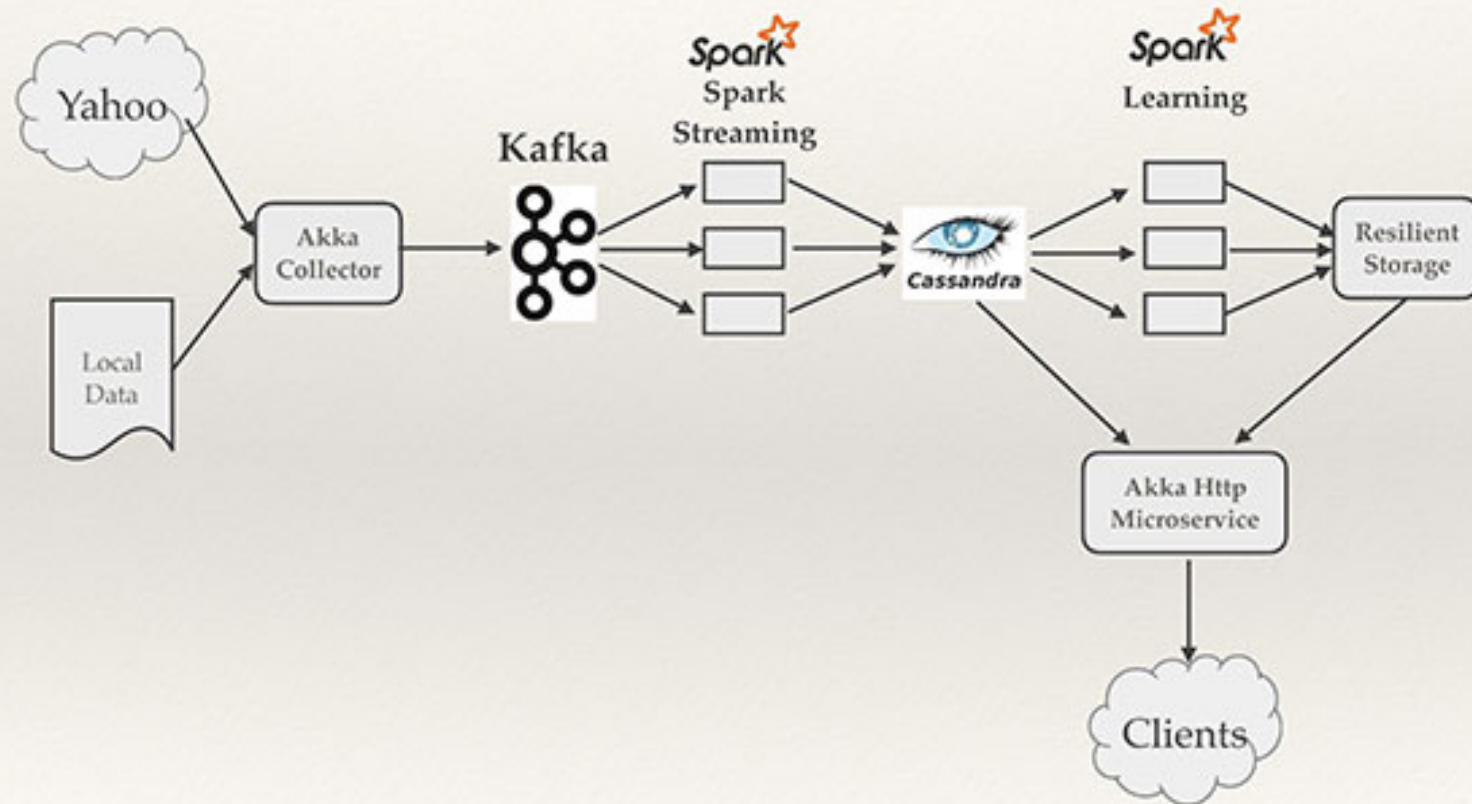 Yahoo
Local
Data
Akka
Collector
Kafka
Spark
Spark
Streaming
Cassandra
Spark
Learning
Resilient
Storage
Akka Http
Microservice
Clients